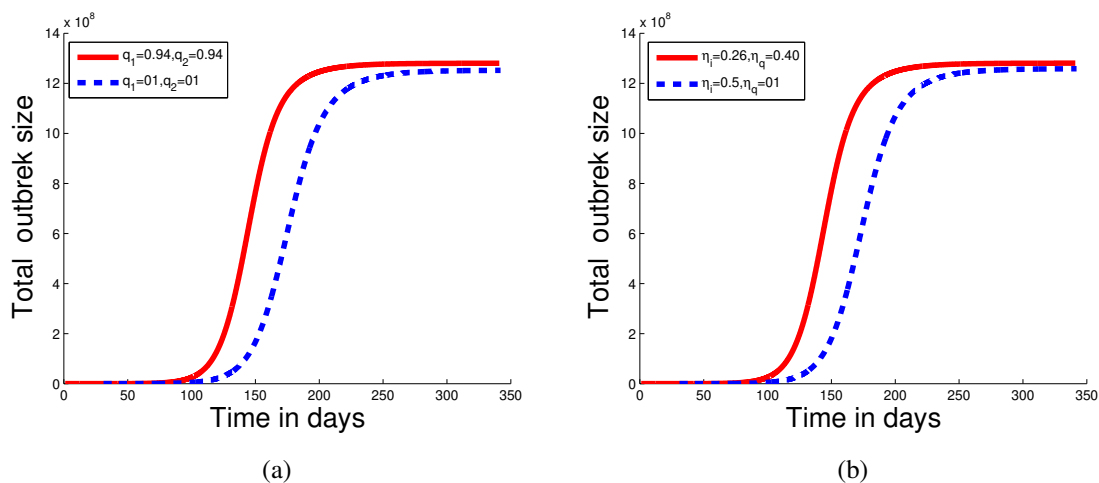 x 10^8
14
12
10
8
6
4
2
0
0 50 100 150 200 250 300 350
Time in days
Total outbrek size
q_1=0.94,q_2=0.94
q_1=01,q_2=01
(a)
x 10^8
14
12
10
8
6
4
2
0
0 50 100 150 200 250 300 350
Time in days
Total outbrek size
η_i=0.26,η_q=0.40
η_i=0.5,η_q=01
(b)